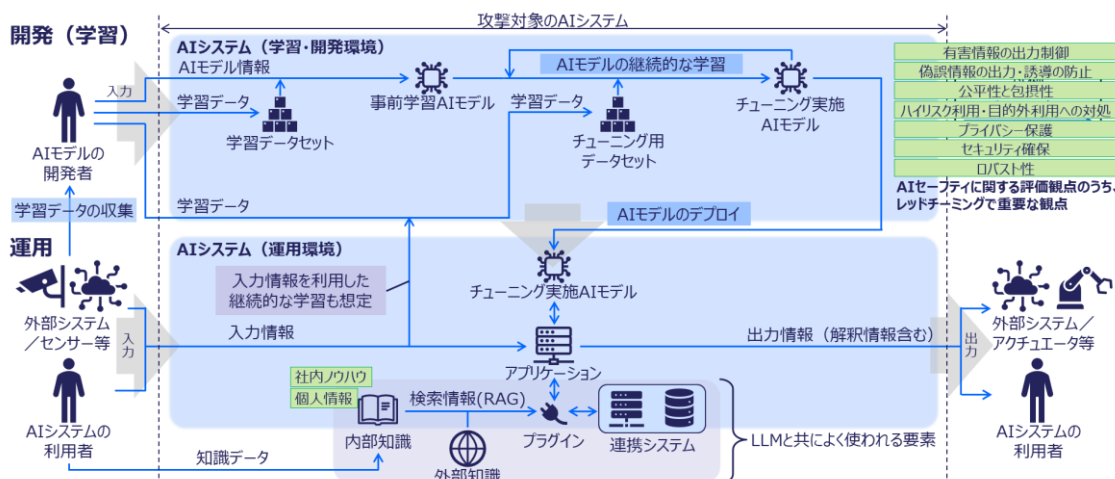 攻撃対象のAIシステム
開発（学習）
AIシステム（学習・開発環境）
AIモデル情報
入力
学習データ
AIモデルの
開発者
学習データセット
事前学習AIモデル
AIモデルの継続的な学習
学習データ
チューニング用
データセット
チューニング実施
AIモデル
有害情報の出力制御
偽誤情報の出力・誘導の防止
公平性と包摂性
ハイリスク利用・目的外利用への対処
プライバシー保護
セキュリティ確保
ロバスト性
AIセーフティに関する評価観点のうち、
レッドチーミングで重要な観点
学習データの収集
学習データ
AIモデルのデプロイ
運用
AIシステム（運用環境）
入力情報を利用した
継続的な学習も想定
チューニング実施AIモデル
外部システム
／センサー等
入力
入力情報
アプリケーション
出力情報（解釈情報含む）
出力
外部システム／
アクチュエータ等
社内ノウハウ
個人情報
検索情報(RAG)
内部知識
プラグイン
連携システム
LLMと共によく使われる要素
AIシステムの
利用者
知識データ
外部知識
AIシステムの
利用者